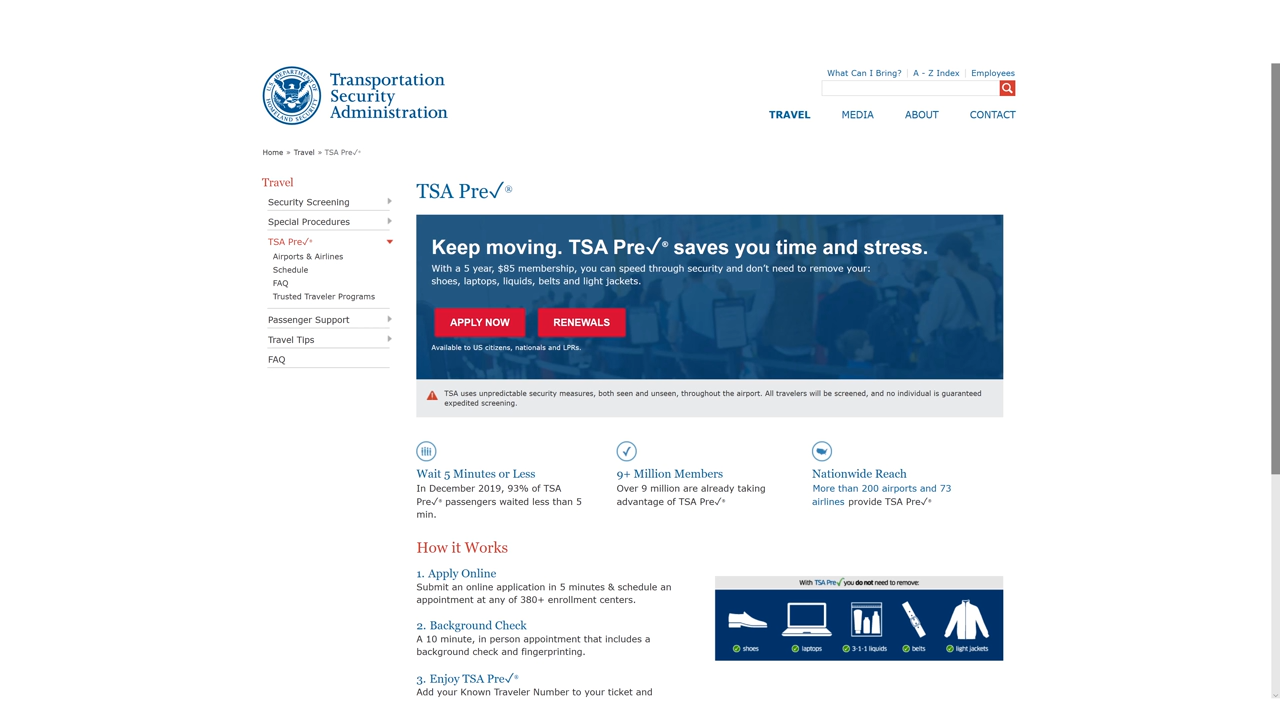 Transportation
Security
Administration
U.S. DEPARTMENT OF
HOMELAND SECURITY
What Can I Bring?
A - Z Index
Employees
TRAVEL
MEDIA
ABOUT
CONTACT
Home » Travel » TSA Pre✓®
Travel
Security Screening
Special Procedures
TSA Pre✓®
Airports & Airlines
Schedule
FAQ
Trusted Traveler Programs
Passenger Support
Travel Tips
FAQ
TSA Pre✓®
Keep moving. TSA Pre✓® saves you time and stress.
With a 5 year, $85 membership, you can speed through security and don't need to remove your:
shoes, laptops, liquids, belts and light jackets.
APPLY NOW
RENEWALS
Available to US citizens, nationals and LPRs.
TSA uses unpredictable security measures, both seen and unseen, throughout the airport. All travelers will be screened, and no individual is guaranteed
expedited screening.
Wait 5 Minutes or Less
In December 2019, 93% of TSA
Pre✓® passengers waited less than 5
min.
9+ Million Members
Over 9 million are already taking
advantage of TSA Pre✓®
Nationwide Reach
More than 200 airports and 73
airlines provide TSA Pre✓®
How it Works
1. Apply Online
Submit an online application in 5 minutes & schedule an
appointment at any of 380+ enrollment centers.
2. Background Check
A 10 minute, in person appointment that includes a
background check and fingerprinting.
3. Enjoy TSA Pre✓®
Add your Known Traveler Number to your ticket and
With TSA Pre✓ you do not need to remove:
shoes
laptops
3-1-1 liquids
belts
light jackets